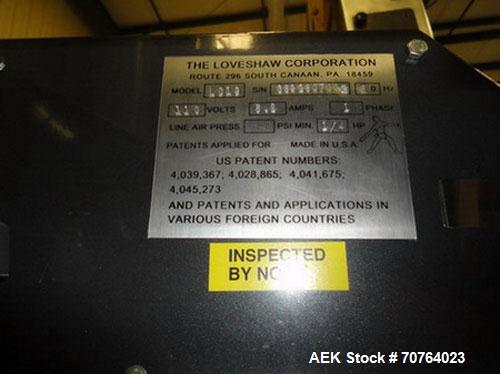 THE LOVESHAW CORPORATION
ROUTE 296 SOUTH CANAAN, PA. 18459
MODEL S/N Hz
VOLTS AMPS 1 PHASE
LINE AIR PRESS. PSI MIN. HP
PATENTS APPLIED FOR MADE IN U.S.A.
US PATENT NUMBERS:
4,039,367; 4,028,865; 4,041,675;
4,045,273
AND PATENTS AND APPLICATIONS IN
VARIOUS FOREIGN COUNTRIES
INSPECTED
BY
AEK Stock # 70764023